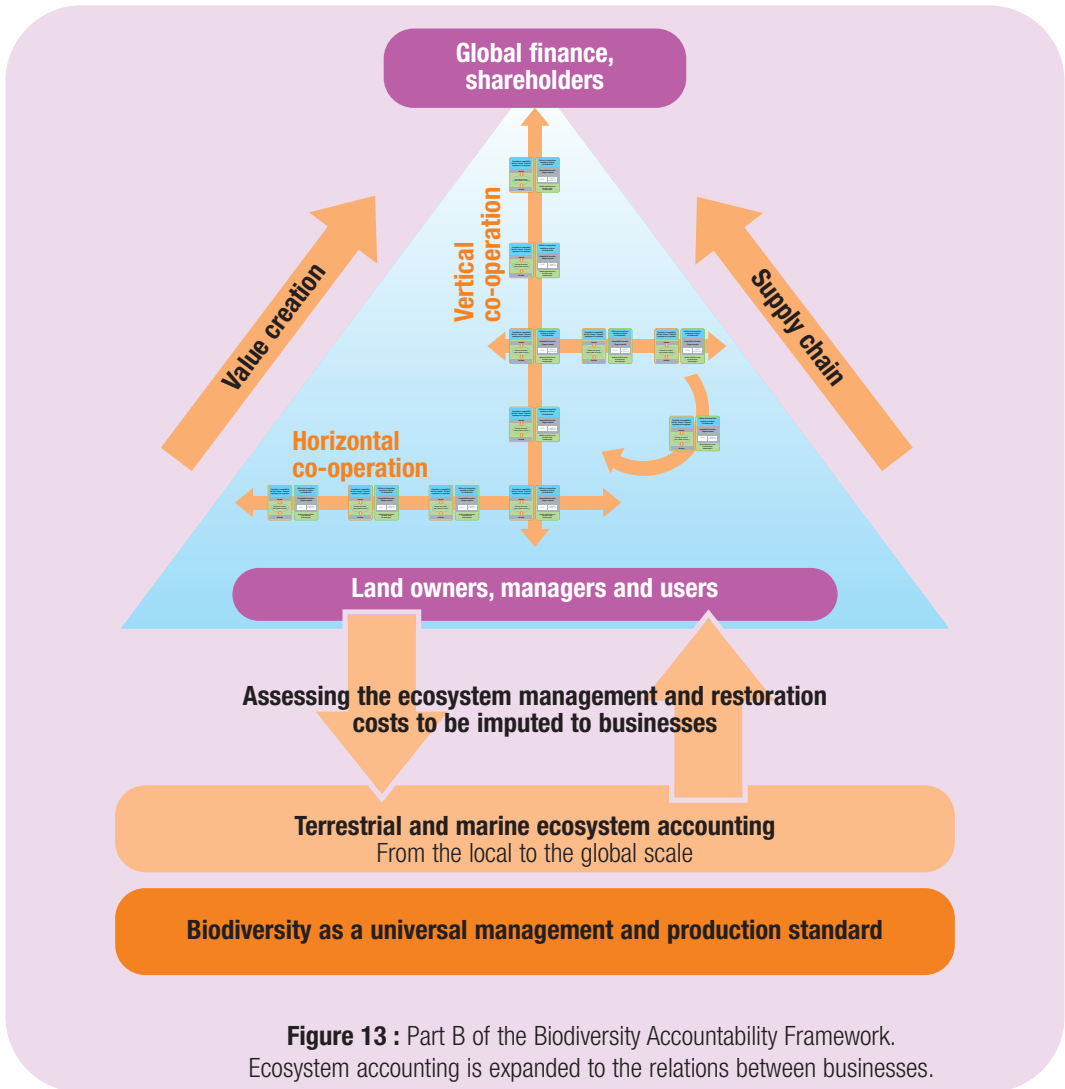 Global finance,
shareholders
Value creation
Vertical
co-operation
Supply chain
Horizontal
co-operation
Land owners, managers and users
Assessing the ecosystem management and restoration
costs to be imputed to businesses
Terrestrial and marine ecosystem accounting
From the local to the global scale
Biodiversity as a universal management and production standard
Figure 13 : Part B of the Biodiversity Accountability Framework.
Ecosystem accounting is expanded to the relations between businesses.